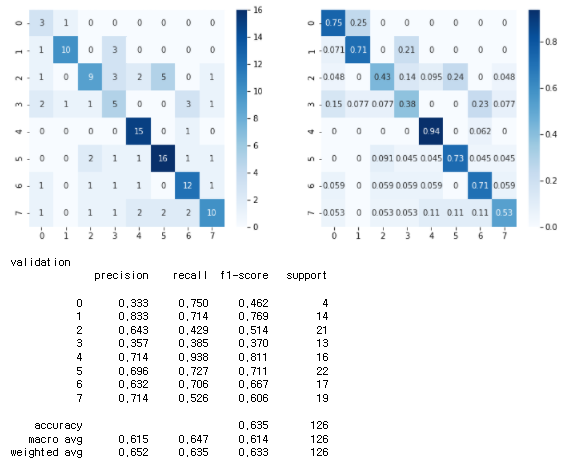 0 3 1 0 0 0 0 0 0
1 1 10 0 3 0 0 0 0
2 1 0 9 3 2 5 0 1
3 2 1 1 5 0 0 3 1
4 0 0 0 0 15 0 1 0
5 0 0 2 1 1 16 1 1
6 1 0 1 1 1 0 12 1
7 1 0 1 1 2 2 2 10
0 1 2 3 4 5 6 7
16
14
12
10
8
6
4
2
0
0 0.75 0.25 0 0 0 0 0 0
1 0.071 0.71 0 0.21 0 0 0 0
2 0.048 0 0.43 0.14 0.095 0.24 0 0.048
3 0.15 0.077 0.077 0.38 0 0 0.23 0.077
4 0 0 0 0 0.94 0 0.062 0
5 0 0 0.091 0.045 0.045 0.73 0.045 0.045
6 0.059 0 0.059 0.059 0.059 0 0.71 0.059
7 0.053 0 0.053 0.053 0.11 0.11 0.11 0.53
0 1 2 3 4 5 6 7
0.8
0.6
0.4
0.2
0.0
validation
precision recall f1-score support
0 0.333 0.750 0.462 4
1 0.833 0.714 0.769 14
2 0.643 0.429 0.514 21
3 0.357 0.385 0.370 13
4 0.714 0.938 0.811 16
5 0.696 0.727 0.711 22
6 0.632 0.706 0.667 17
7 0.714 0.526 0.606 19
accuracy 0.635 126
macro avg 0.615 0.647 0.614 126
weighted avg 0.652 0.635 0.633 126